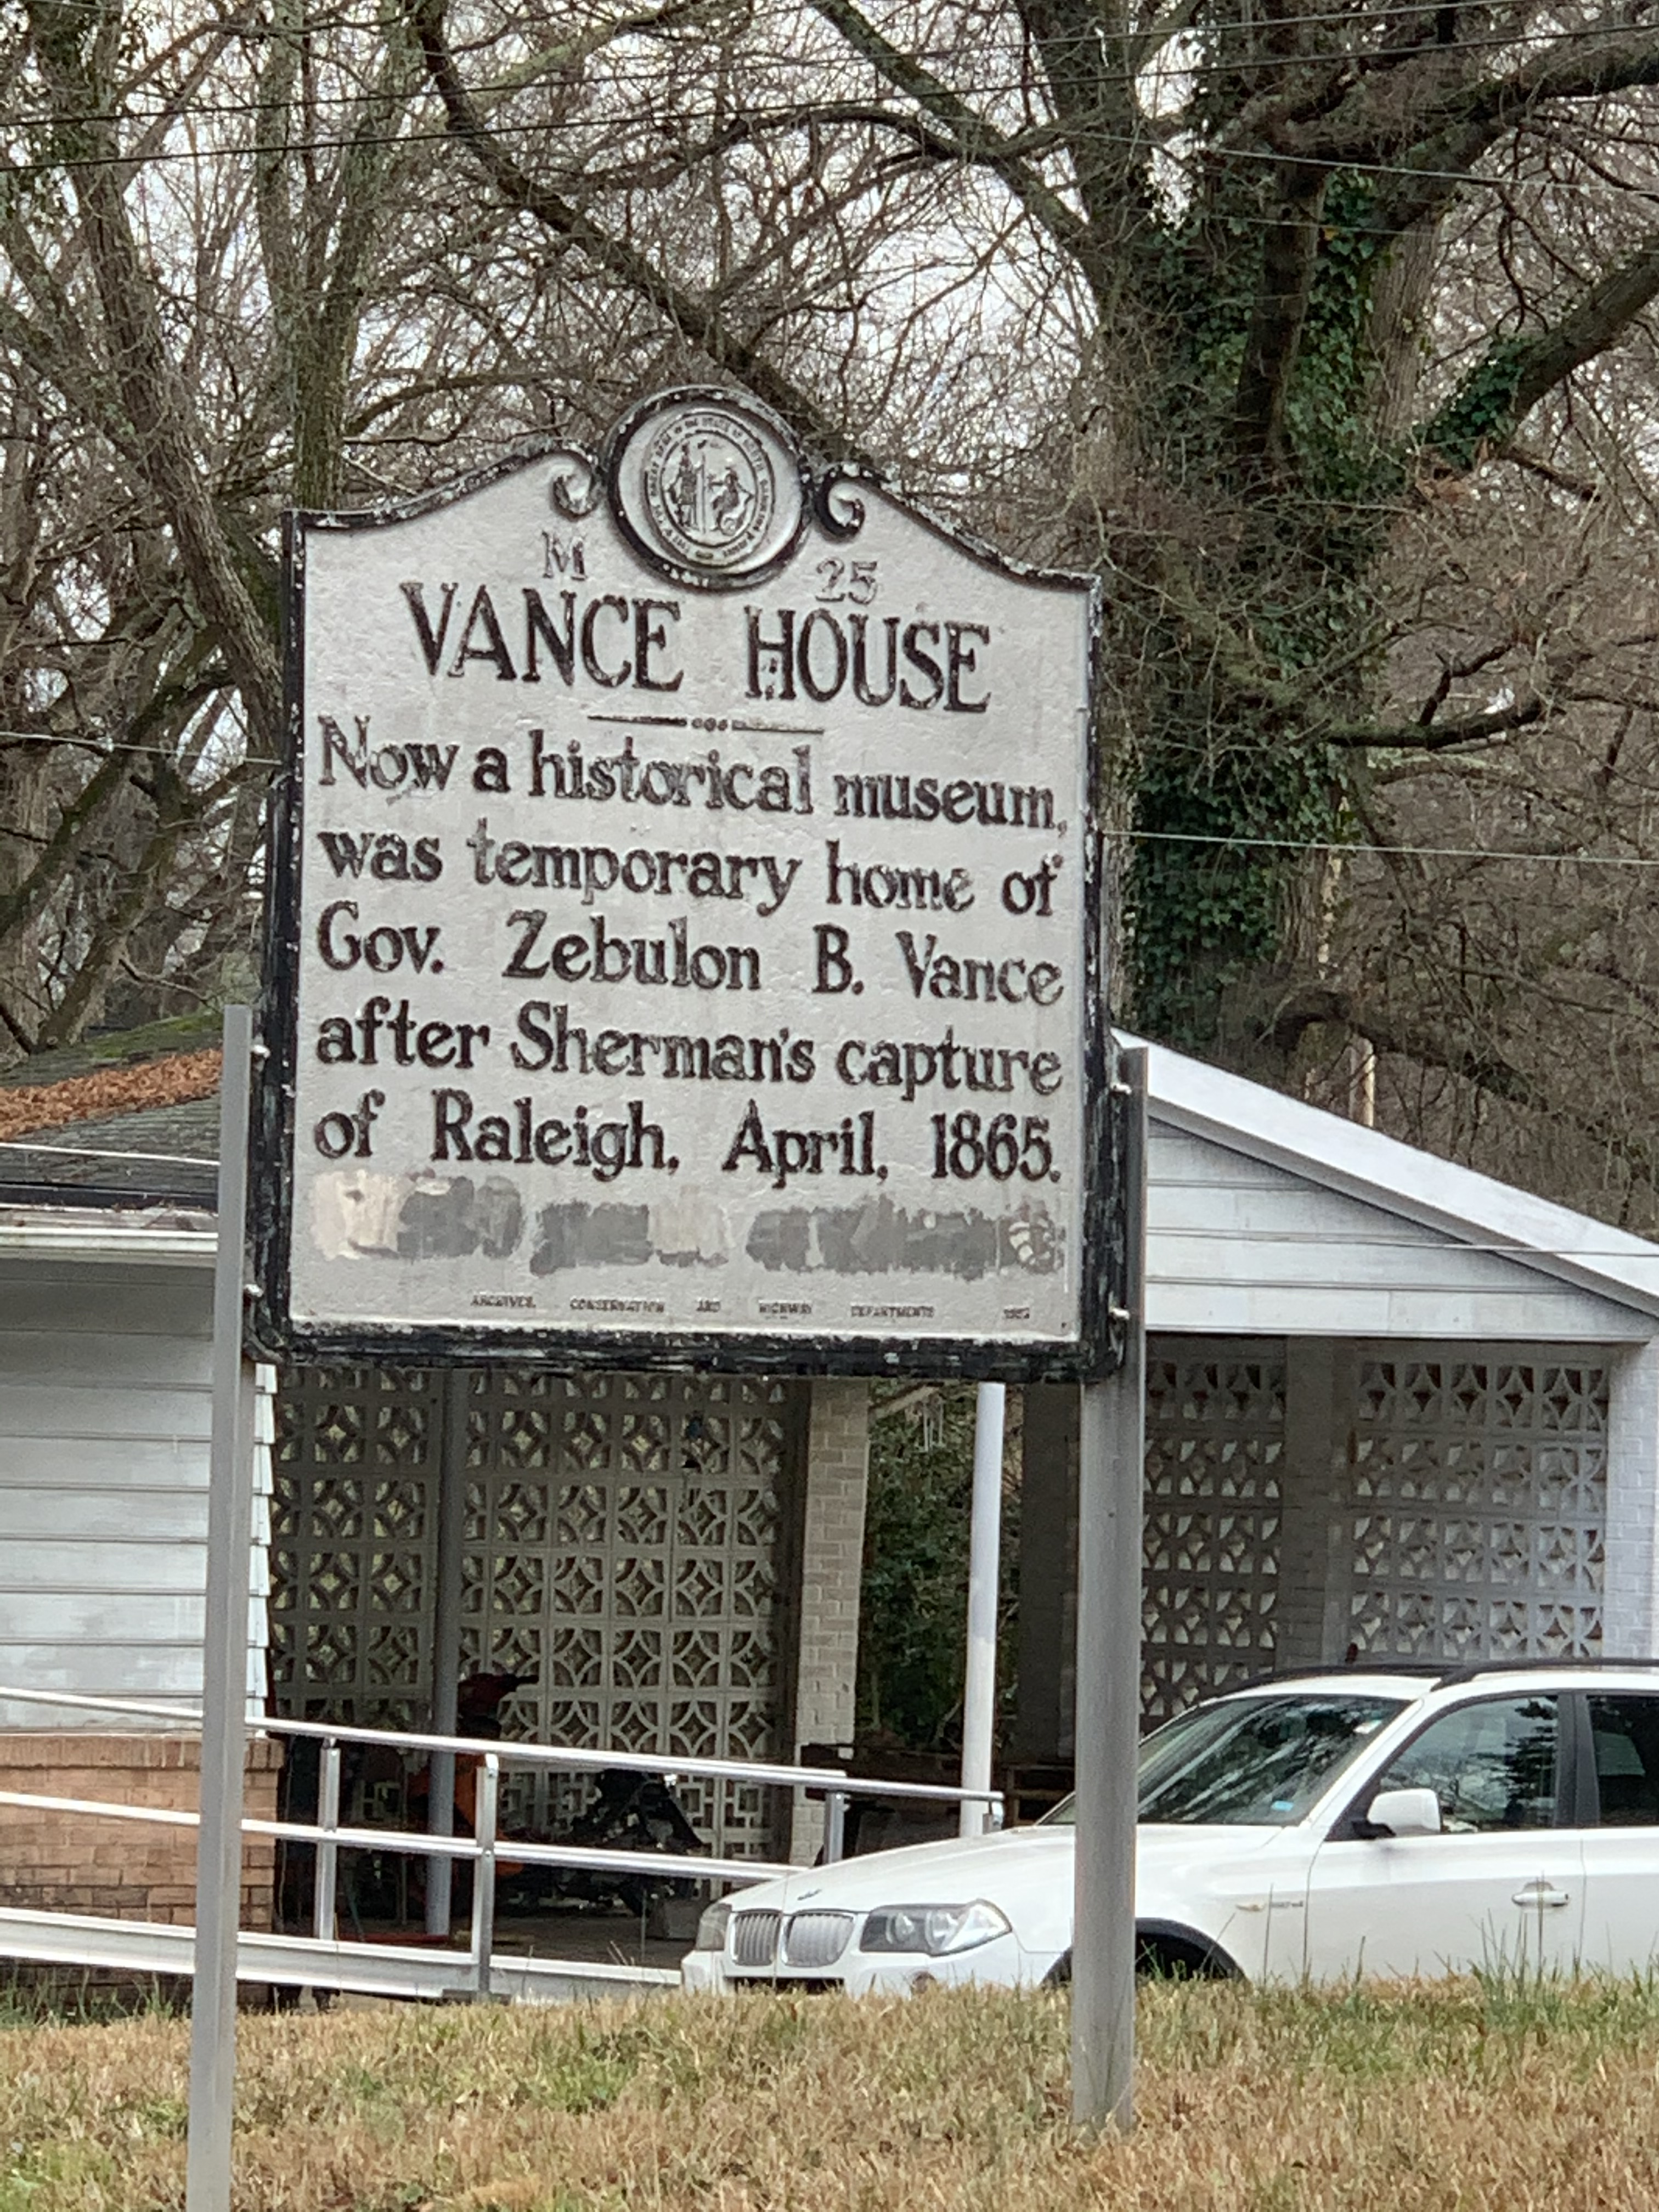 M 25
VANCE HOUSE
Now a historical museum,
was temporary home of
Gov. Zebulon B. Vance
after Sherman's capture
of Raleigh, April, 1865.
ARCHIVES, CONSERVATION AND HIGHWAY DEPARTMENTS